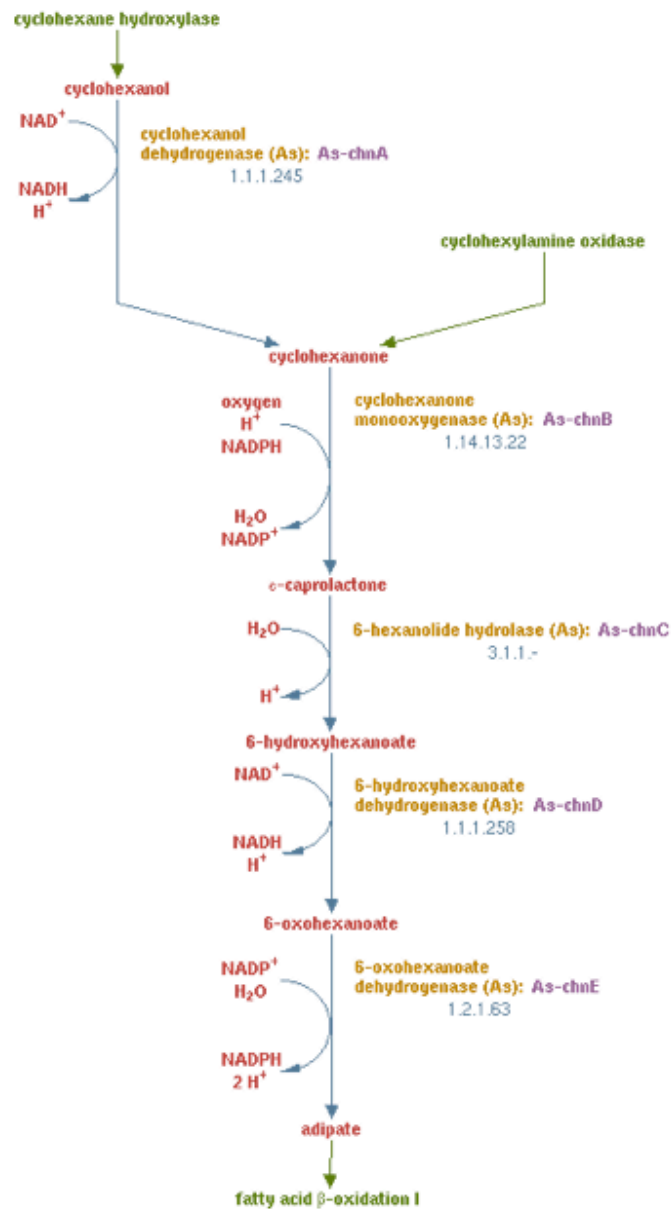 cyclohexane hydroxylase
cyclohexanol
NAD⁺
cyclohexanol
dehydrogenase (As): As-chnA
1.1.1.245
NADH
H⁺
cyclohexylamine oxidase
cyclohexanone
oxygen
H⁺
NADPH
cyclohexanone
monooxygenase (As): As-chnB
1.14.13.22
H₂O
NADP⁺
ε-caprolactone
H₂O
6-hexanolide hydrolase (As): As-chnC
3.1.1.-
H⁺
6-hydroxyhexanoate
NAD⁺
6-hydroxyhexanoate
dehydrogenase (As): As-chnD
1.1.1.258
NADH
H⁺
6-oxohexanoate
NADP⁺
H₂O
6-oxohexanoate
dehydrogenase (As): As-chnE
1.2.1.63
NADPH
2 H⁺
adipate
fatty acid β-oxidation I